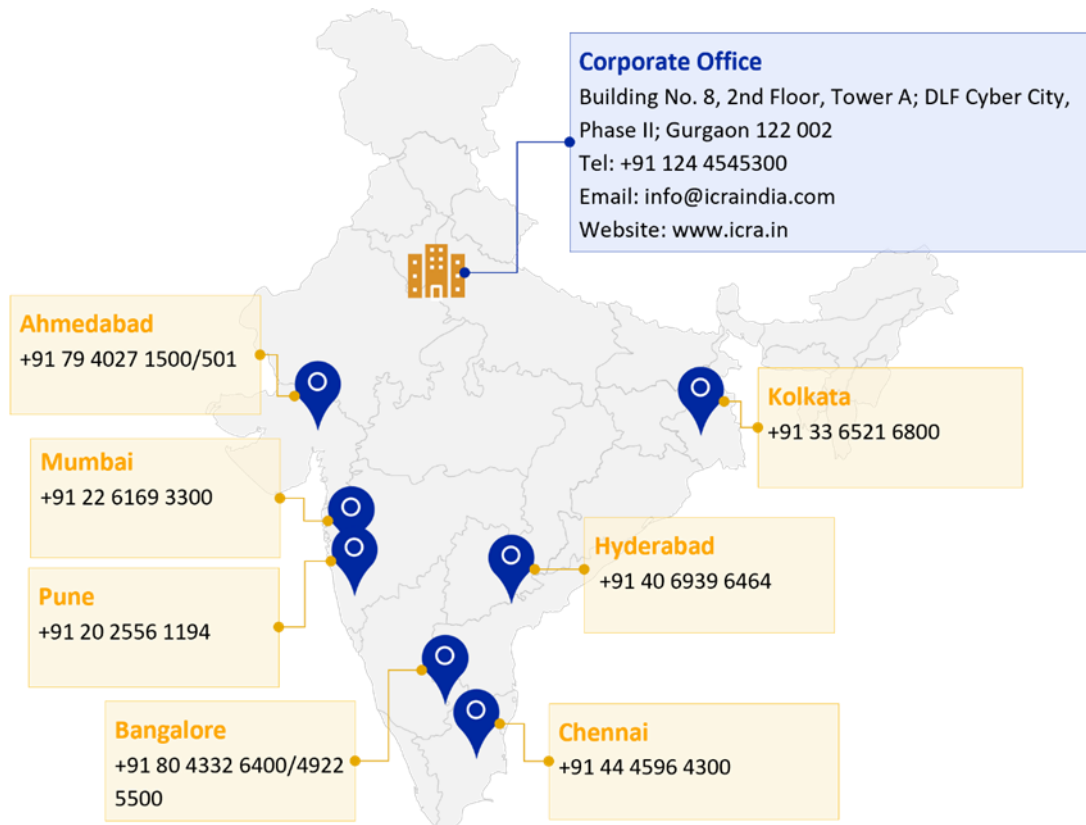 Corporate Office
Building No. 8, 2nd Floor, Tower A; DLF Cyber City,
Phase II; Gurgaon 122 002
Tel: +91 124 4545300
Email: info@icraindia.com
Website: www.icra.in
Ahmedabad
+91 79 4027 1500/501
Kolkata
+91 33 6521 6800
Mumbai
+91 22 6169 3300
Hyderabad
+91 40 6939 6464
Pune
+91 20 2556 1194
Bangalore
+91 80 4332 6400/4922
5500
Chennai
+91 44 4596 4300